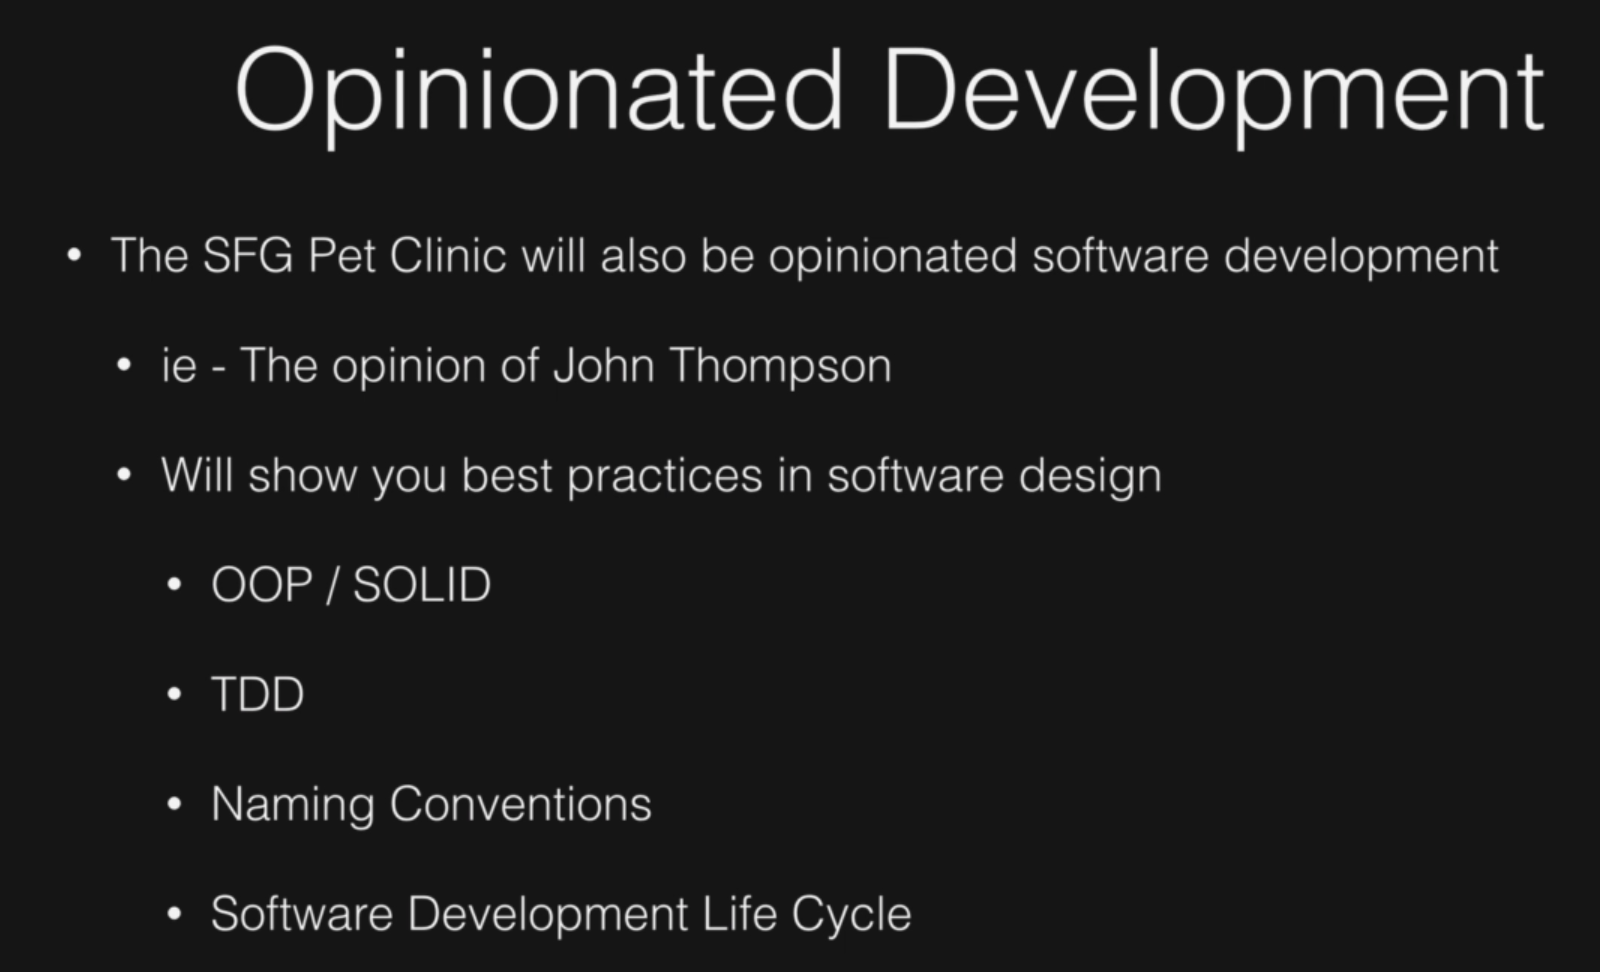 Opinionated Development
• The SFG Pet Clinic will also be opinionated software development
• ie - The opinion of John Thompson
• Will show you best practices in software design
• OOP / SOLID
• TDD
• Naming Conventions
• Software Development Life Cycle